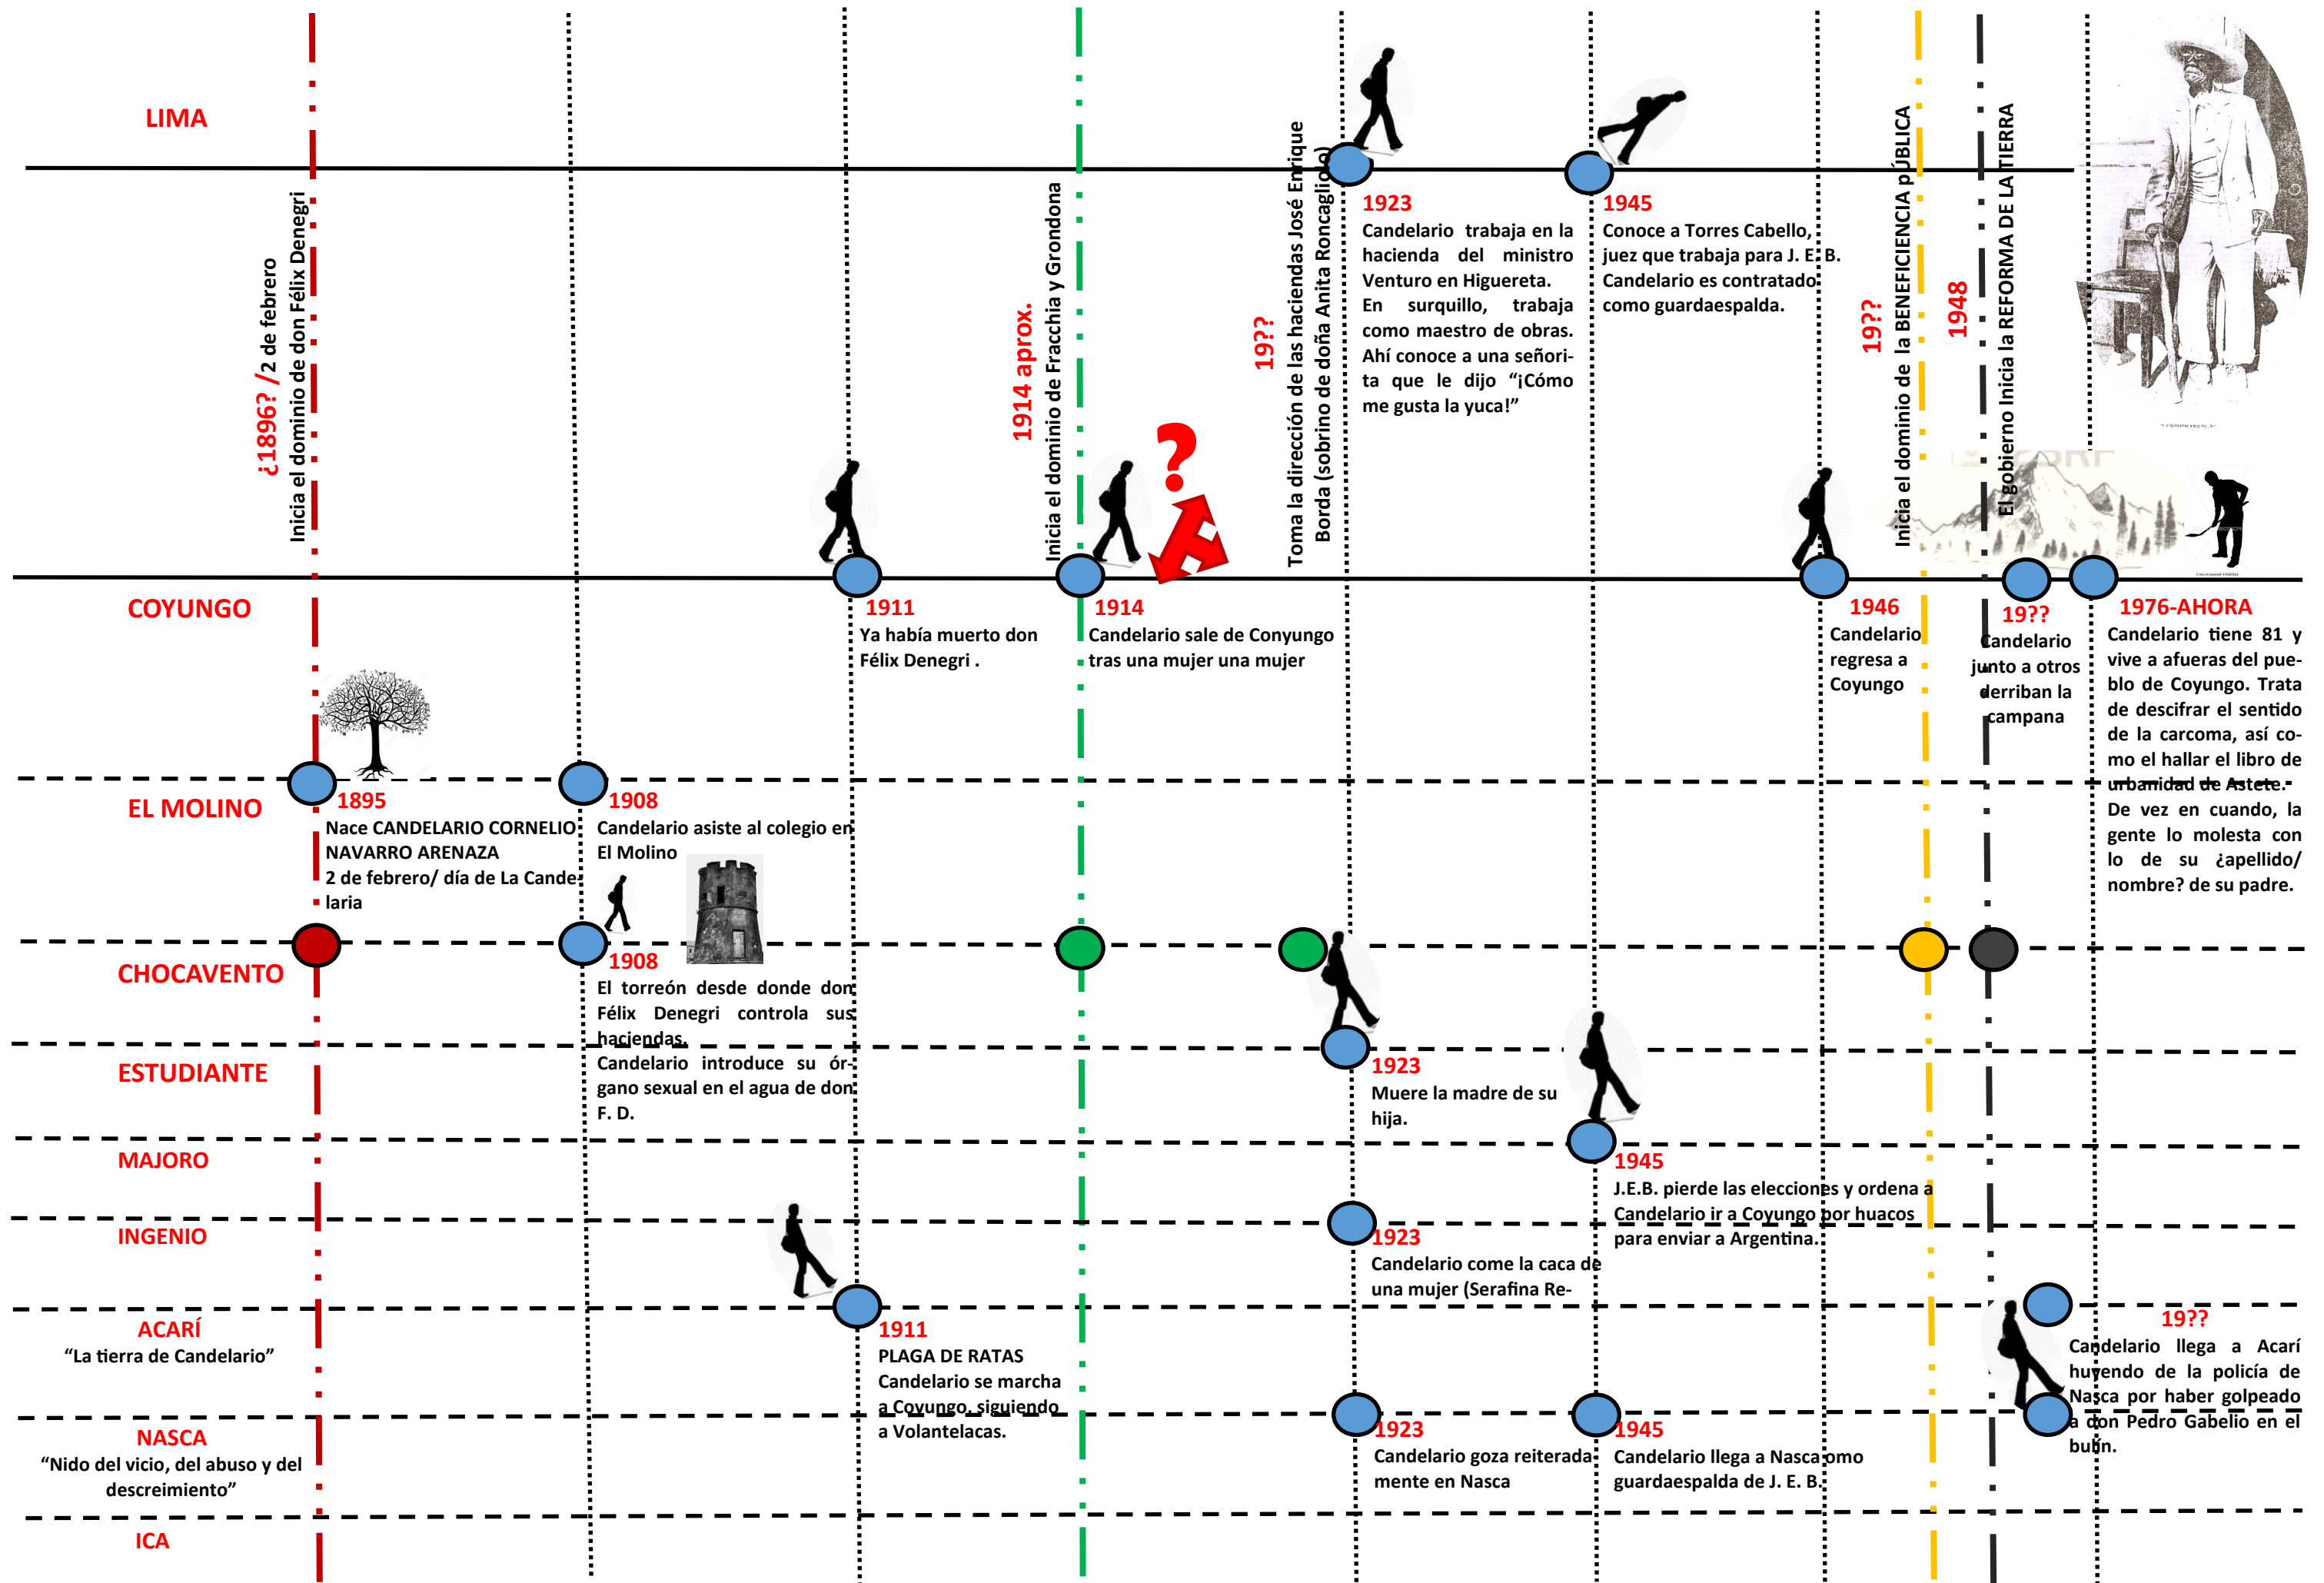 LIMA
¿1896? /2 de febrero
Inicia el dominio de don Félix Denegri
1914 aprox.
Inicia el dominio de Fracchia y Grondona
19??
Toma la dirección de las haciendas José Enrique
Borda (sobrino de doña Anita Roncagliolo)
1923
Candelario trabaja en la
hacienda del ministro
Venturo en Higuereta.
En surquillo, trabaja
como maestro de obras.
Ahí conoce a una señori-
ta que le dijo “¡Cómo
me gusta la yuca!”
1945
Conoce a Torres Cabello,
juez que trabaja para J. E. B.
Candelario es contratado
como guardaespalda.
19??
Inicia el dominio de la BENEFICIENCIA pÚBLICA
1948
El gobierno Inicia la REFORMA DE LA TIERRA
?
COYUNGO
1911
Ya había muerto don
Félix Denegri .
1914
Candelario sale de Conyungo
tras una mujer una mujer
1946
Candelario
regresa a
Coyungo
19??
Candelario
junto a otros
derriban la
campana
1976-AHORA
Candelario tiene 81 y
vive a afueras del pue-
blo de Coyungo. Trata
de descifrar el sentido
de la carcoma, así co-
mo el hallar el libro de
urbanidad de Astete.
De vez en cuando, la
gente lo molesta con
lo de su ¿apellido/
nombre? de su padre.
EL MOLINO
1895
Nace CANDELARIO CORNELIO
NAVARRO ARENAZA
2 de febrero/ día de La Cande-
laria
1908
Candelario asiste al colegio en
El Molino
CHOCAVENTO
1908
El torreón desde donde don
Félix Denegri controla sus
haciendas.
Candelario introduce su ór-
gano sexual en el agua de don
F. D.
ESTUDIANTE
1923
Muere la madre de su
hija.
MAJORO
1945
J.E.B. pierde las elecciones y ordena a
Candelario ir a Coyungo por huacos
para enviar a Argentina.
INGENIO
1923
Candelario come la caca de
una mujer (Serafina Re-
ACARÍ
“La tierra de Candelario”
1911
PLAGA DE RATAS
Candelario se marcha
a Coyungo, siguiendo
a Volantelacas.
19??
Candelario llega a Acarí
huyendo de la policía de
Nasca por haber golpeado
a don Pedro Gabelio en el
bulín.
NASCA
“Nido del vicio, del abuso y del
descreimiento”
1923
Candelario goza reiterada
mente en Nasca
1945
Candelario llega a Nasca omo
guardaespalda de J. E. B.
ICA